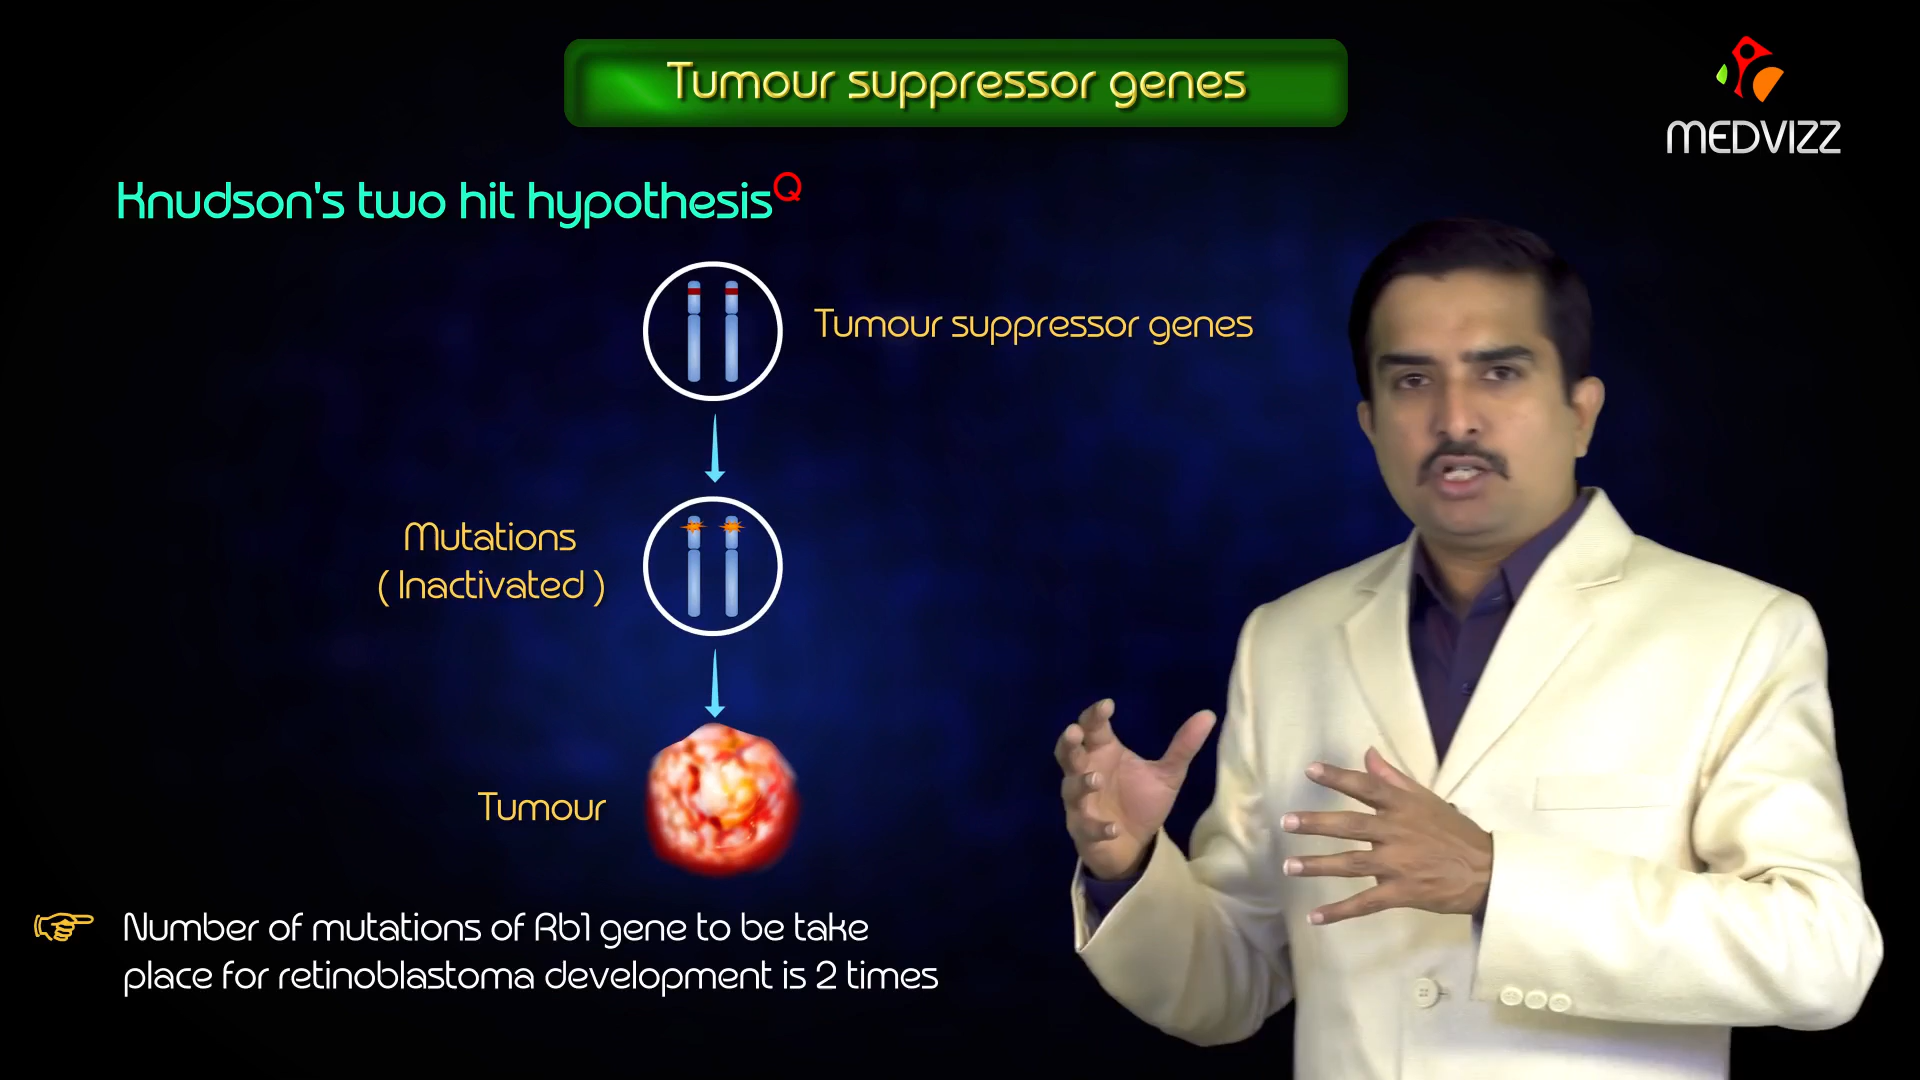 Tumour suppressor genes
MEDVIZZ
Knudson's two hit hypothesisQ
Tumour suppressor genes
Mutations
( Inactivated )
Tumour
Number of mutations of Rb1 gene to be take
place for retinoblastoma development is 2 times